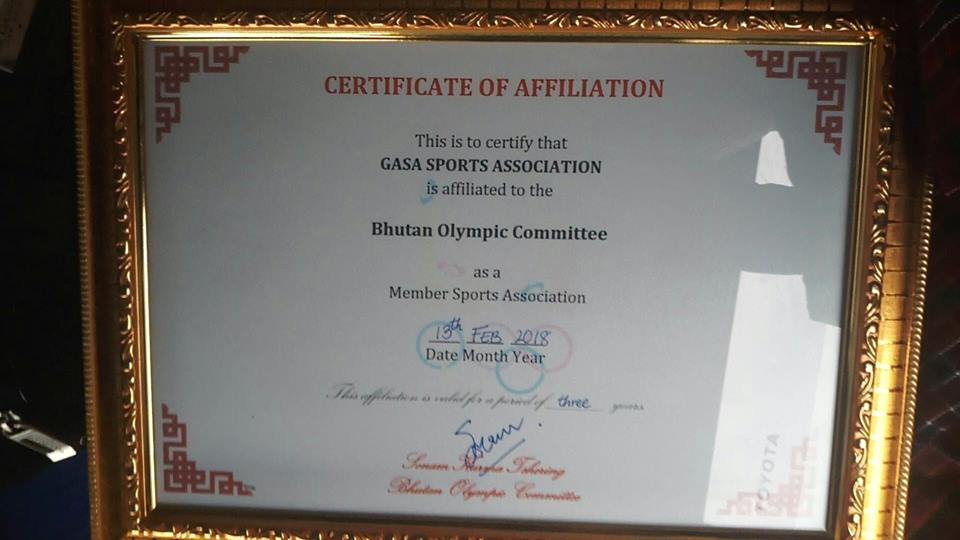 CERTIFICATE OF AFFILIATION
This is to certify that
GASA SPORTS ASSOCIATION
is affiliated to the
Bhutan Olympic Committee
as a
Member Sports Association
13th FEB 2018
Date Month Year
This affiliation is valid for a period of three years
Sonam Tshering
Bhutan Olympic Committee
TOYOTA